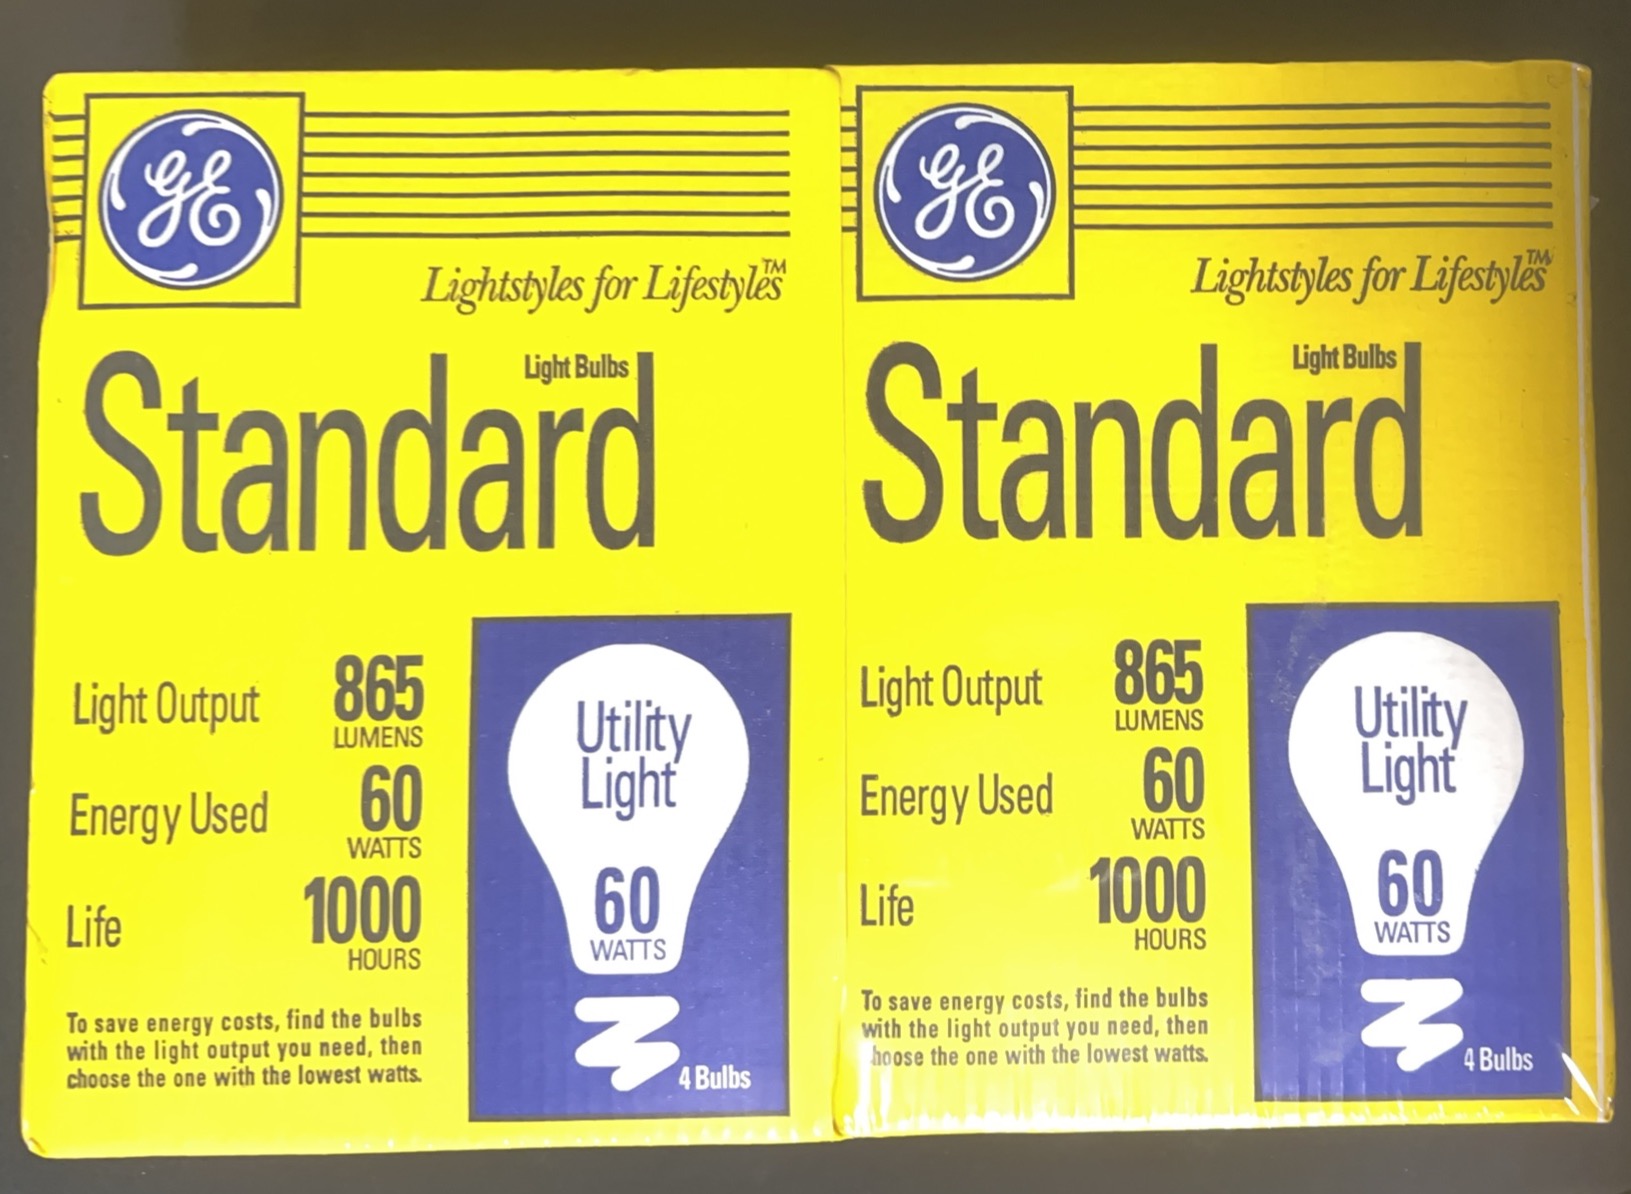 GE
Lightstyles for Lifestyles™
Light Bulbs
Standard
Light Output 865
LUMENS
Energy Used 60
WATTS
Life 1000
HOURS
To save energy costs, find the bulbs
with the light output you need, then
choose the one with the lowest watts.
Utility
Light
60
WATTS
4 Bulbs
GE
Lightstyles for Lifestyles™
Light Bulbs
Standard
Light Output 865
LUMENS
Energy Used 60
WATTS
Life 1000
HOURS
To save energy costs, find the bulbs
with the light output you need, then
hoose the one with the lowest watts.
Utility
Light
60
WATTS
4 Bulbs